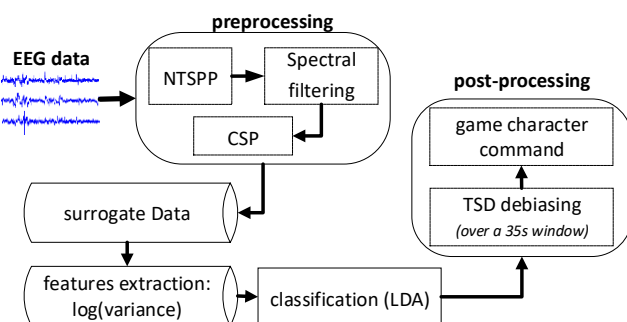 preprocessing
EEG data
NTSPP
Spectral
filtering
CSP
surrogate Data
features extraction:
log(variance)
classification (LDA)
post-processing
game character
command
TSD debiasing
(over a 35s window)